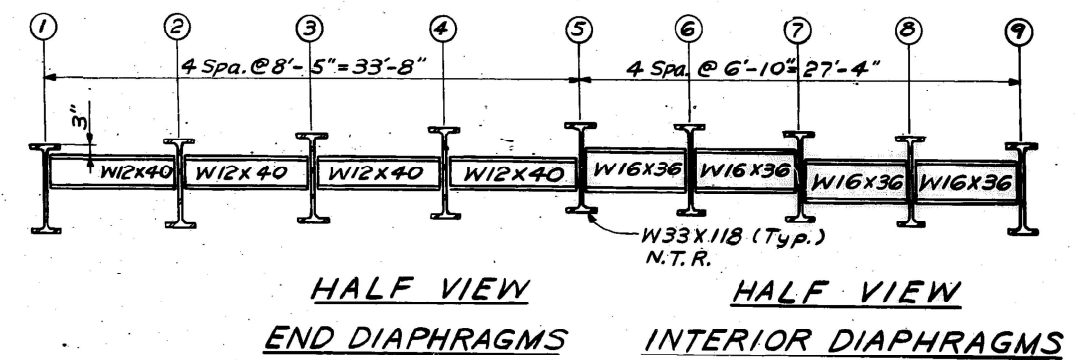 1 2 3 4 5 6 7 8 9
4 Spa. @ 8'-5"=33'-8" 4 Spa. @ 6'-10"=27'-4"
3"
W12X40 W12X40 W12X40 W12X40 W16X36 W16X36 W16X36 W16X36
W33X118 (Typ.)
N.T.R.
HALF VIEW
END DIAPHRAGMS
HALF VIEW
INTERIOR DIAPHRAGMS